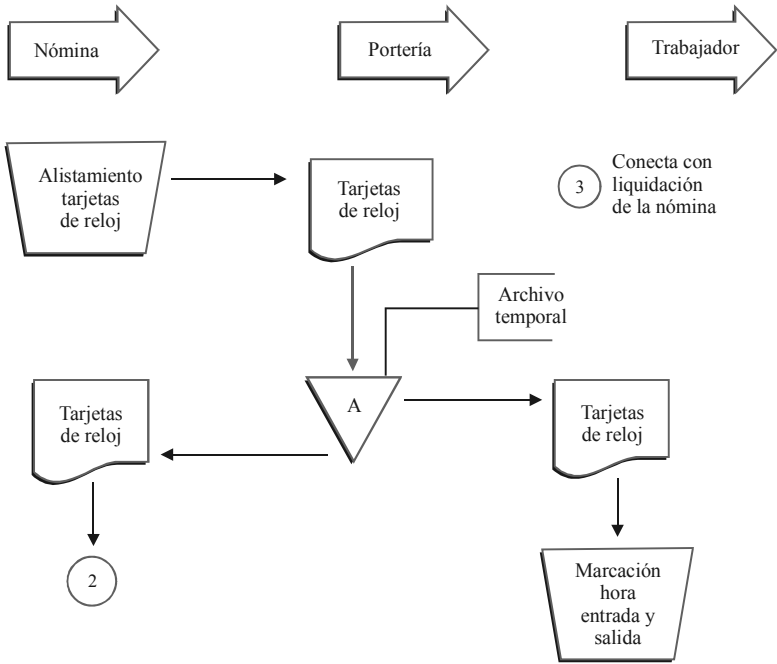 Nómina
Portería
Trabajador
Alistamiento
tarjetas
de reloj
Tarjetas
de reloj
3
Conecta con
liquidación
de la nómina
Archivo
temporal
Tarjetas
de reloj
A
Tarjetas
de reloj
2
Marcación
hora
entrada y
salida